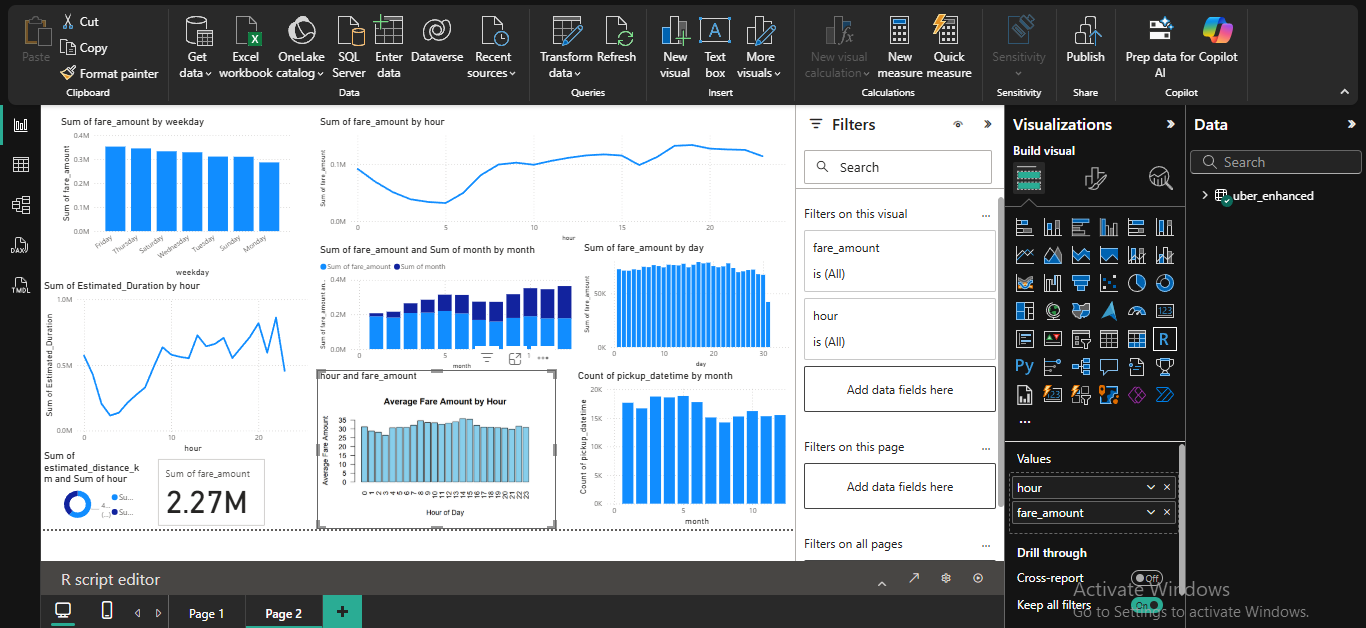 Paste
Cut
Copy
Format painter
Clipboard
Get data
Excel workbook
OneLake catalog
SQL Server
Enter data
Dataverse
Recent sources
Data
Transform data
Refresh
Queries
New visual
Text box
More visuals
Insert
New visual calculation
New measure
Quick measure
Calculations
Sensitivity
Sensitivity
Publish
Share
Prep data for AI
Copilot
Copilot
Sum of fare_amount by weekday
Sum of fare_amount
0.4M
0.3M
0.2M
0.1M
0.0M
Friday
Thursday
Saturday
Wednesday
Tuesday
Sunday
Monday
weekday
Sum of fare_amount by hour
Sum of fare_amount
0.1M
0.0M
0 5 10 15 20
hour
Sum of Estimated_Duration by hour
Sum of Estimated_Duration
1.0M
0.5M
0.0M
0 10 20
hour
Sum of fare_amount and Sum of month by month
Sum of fare_amount Sum of month
0.4M
0.2M
0.0M
0 5
month
Sum of fare_amount by day
Sum of fare_amount
50K
0K
0 10 20 30
day
hour and fare_amount
Average Fare Amount by Hour
Average Fare Amount
35
30
25
20
15
10
5
0
0 1 2 3 4 5 6 7 8 9 10 11 12 13 14 15 16 17 18 19 20 21 22 23
Hour of Day
Count of pickup_datetime by month
Count of pickup_datetime
20K
15K
10K
5K
0K
0 5 10
month
Sum of
estimated_distance_k
m and Sum of hour
Su...
4...
(...)
Su...
Sum of fare_amount
2.27M
R script editor
Page 1
Page 2
Filters
Search
Filters on this visual
fare_amount
is (All)
hour
is (All)
Add data fields here
Filters on this page
Add data fields here
Filters on all pages
Visualizations
Build visual
123
R
Py
123
Values
hour
fare_amount
Drill through
Cross-report
Off
Keep all filters
On
Data
Search
uber_enhanced
DAX
TMDL
Activate Windows
Go to Settings to activate Windows.